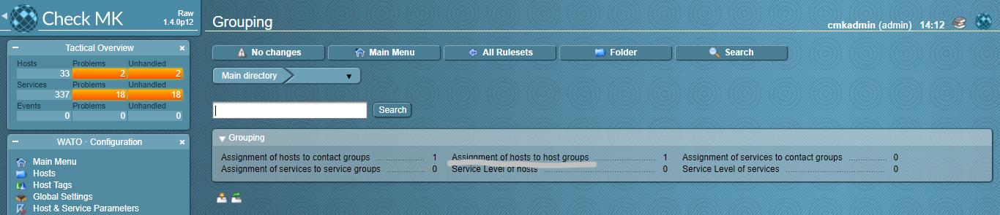 Check MK
Raw
1.4.0p12
Grouping
cmkadmin (admin) 14:12
Tactical Overview
Hosts Problems Unhandled
33 2 2
Services Problems Unhandled
337 18 18
Events Problems Unhandled
0 0 0
WATO · Configuration
Main Menu
Hosts
Host Tags
Global Settings
Host & Service Parameters
No changes
Main Menu
All Rulesets
Folder
Search
Main directory
Search
Grouping
Assignment of hosts to contact groups 1 Assignment of hosts to host groups 1 Assignment of services to contact groups 0
Assignment of services to service groups 0 Service Level of hosts 0 Service Level of services 0